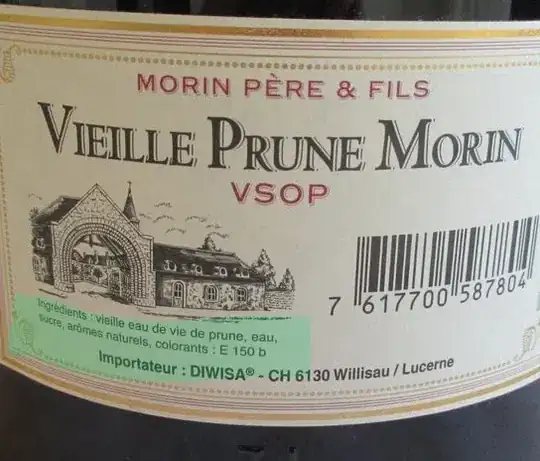 MORIN PÈRE & FILS
VIEILLE PRUNE MORIN
VSOP
7 617700 587804
Ingrédients : vieille eau de vie de prune, eau,
sucre, arômes naturels, colorants : E 150 b
Importateur : DIWISA® - CH 6130 Willisau / Lucerne